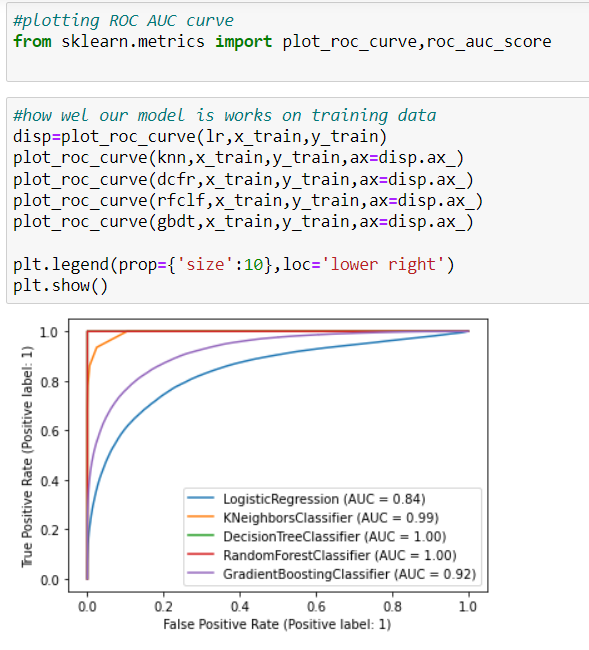 #plotting ROC AUC curve
from sklearn.metrics import plot_roc_curve,roc_auc_score
#how wel our model is works on training data
disp=plot_roc_curve(lr,x_train,y_train)
plot_roc_curve(knn,x_train,y_train,ax=disp.ax_)
plot_roc_curve(dcfr,x_train,y_train,ax=disp.ax_)
plot_roc_curve(rfclf,x_train,y_train,ax=disp.ax_)
plot_roc_curve(gbdt,x_train,y_train,ax=disp.ax_)
plt.legend(prop={'size':10},loc='lower right')
plt.show()
True Positive Rate (Positive label: 1)
1.0
0.8
0.6
0.4
0.2
0.0
LogisticRegression (AUC = 0.84)
KNeighborsClassifier (AUC = 0.99)
DecisionTreeClassifier (AUC = 1.00)
RandomForestClassifier (AUC = 1.00)
GradientBoostingClassifier (AUC = 0.92)
0.0 0.2 0.4 0.6 0.8 1.0
False Positive Rate (Positive label: 1)